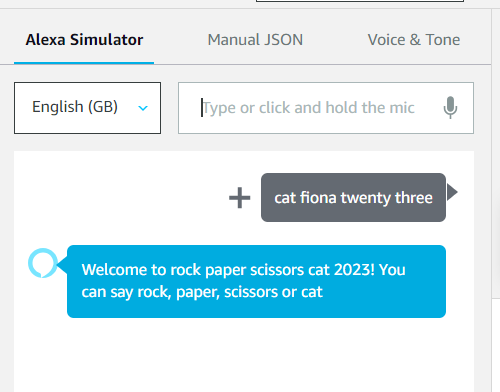 Alexa Simulator
Manual JSON
Voice & Tone
English (GB)
Type or click and hold the mic
cat fiona twenty three
Welcome to rock paper scissors cat 2023! You
can say rock, paper, scissors or cat